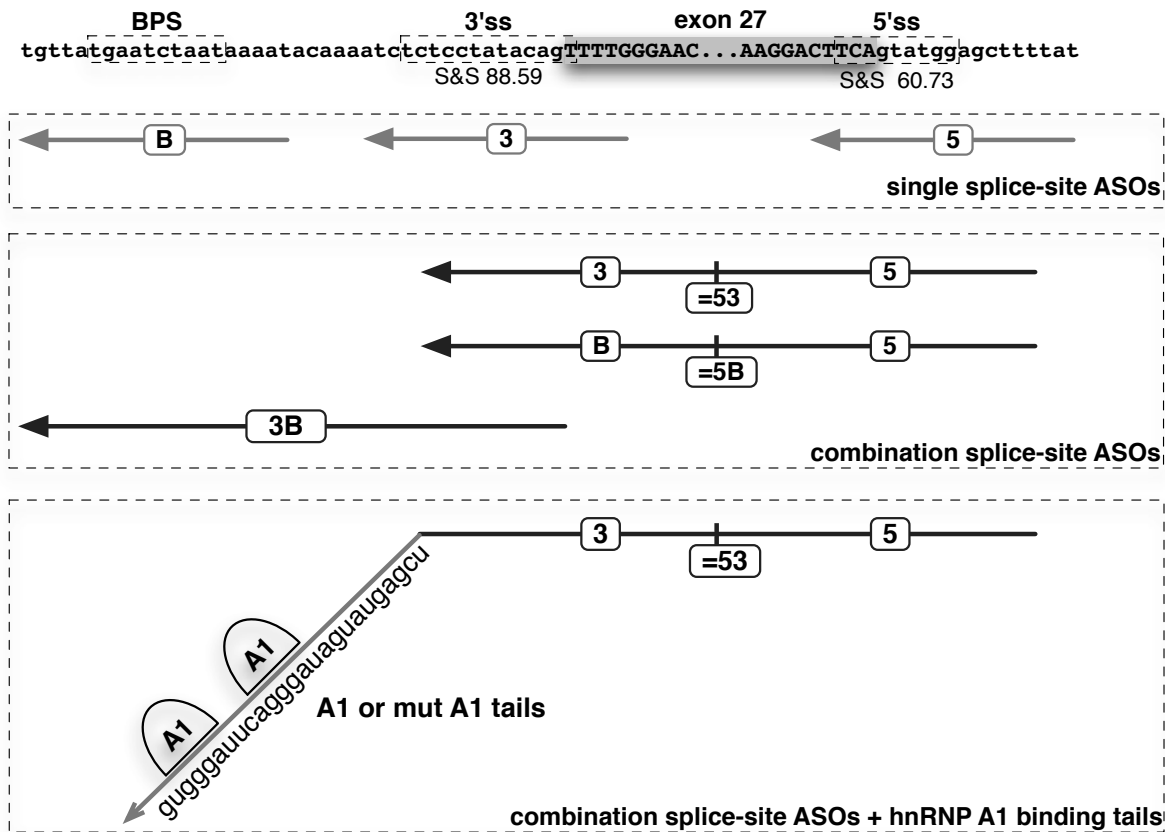 BPS 3'ss exon 27 5'ss
tgttatgaatctaataaaatacaaaatctctcctatacagTTTTGGGAAC...AAGGACTTCAgtatggagcttttat
S&S 88.59 S&S 60.73
B 3 5
single splice-site ASOs
3 5
=53
B 5
=5B
3B
combination splice-site ASOs
3 5
=53
gugggauucagggauaguaugagcu
A1
A1
A1 or mut A1 tails
combination splice-site ASOs + hnRNP A1 binding tails